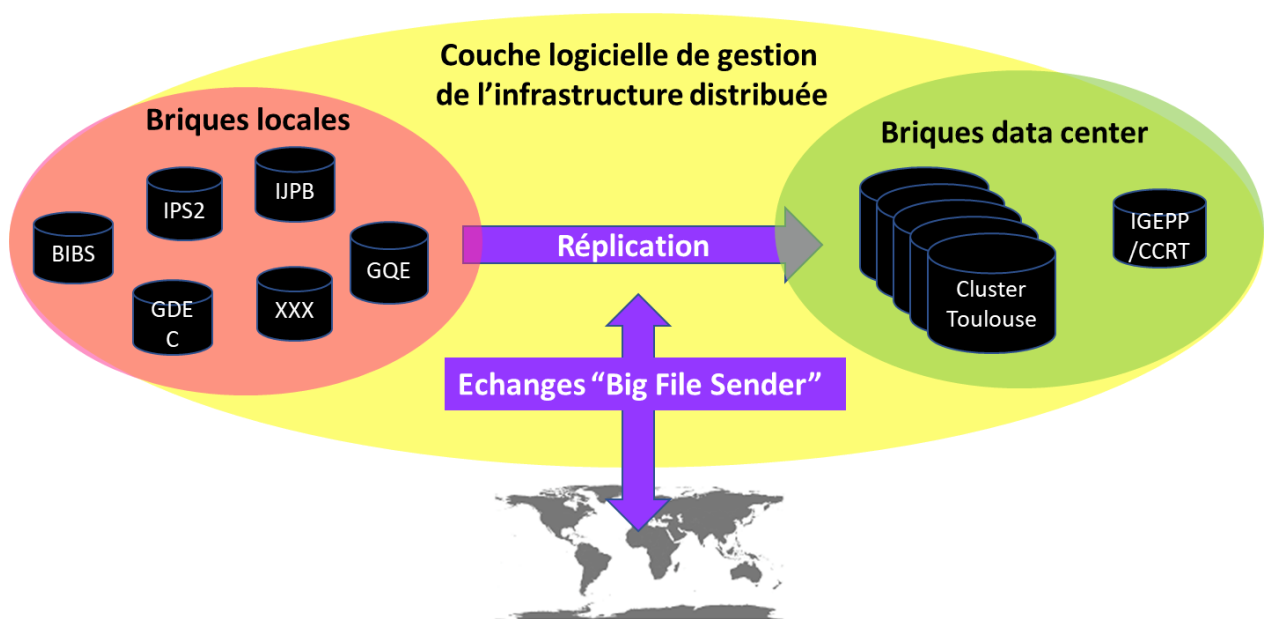 Couche logicielle de gestion
de l’infrastructure distribuée
Briques locales
IJPB
IPS2
BIBS
GQE
GDE
C
XXX
Réplication
Briques data center
IGEPP
/CCRT
Cluster
Toulouse
Echanges “Big File Sender”